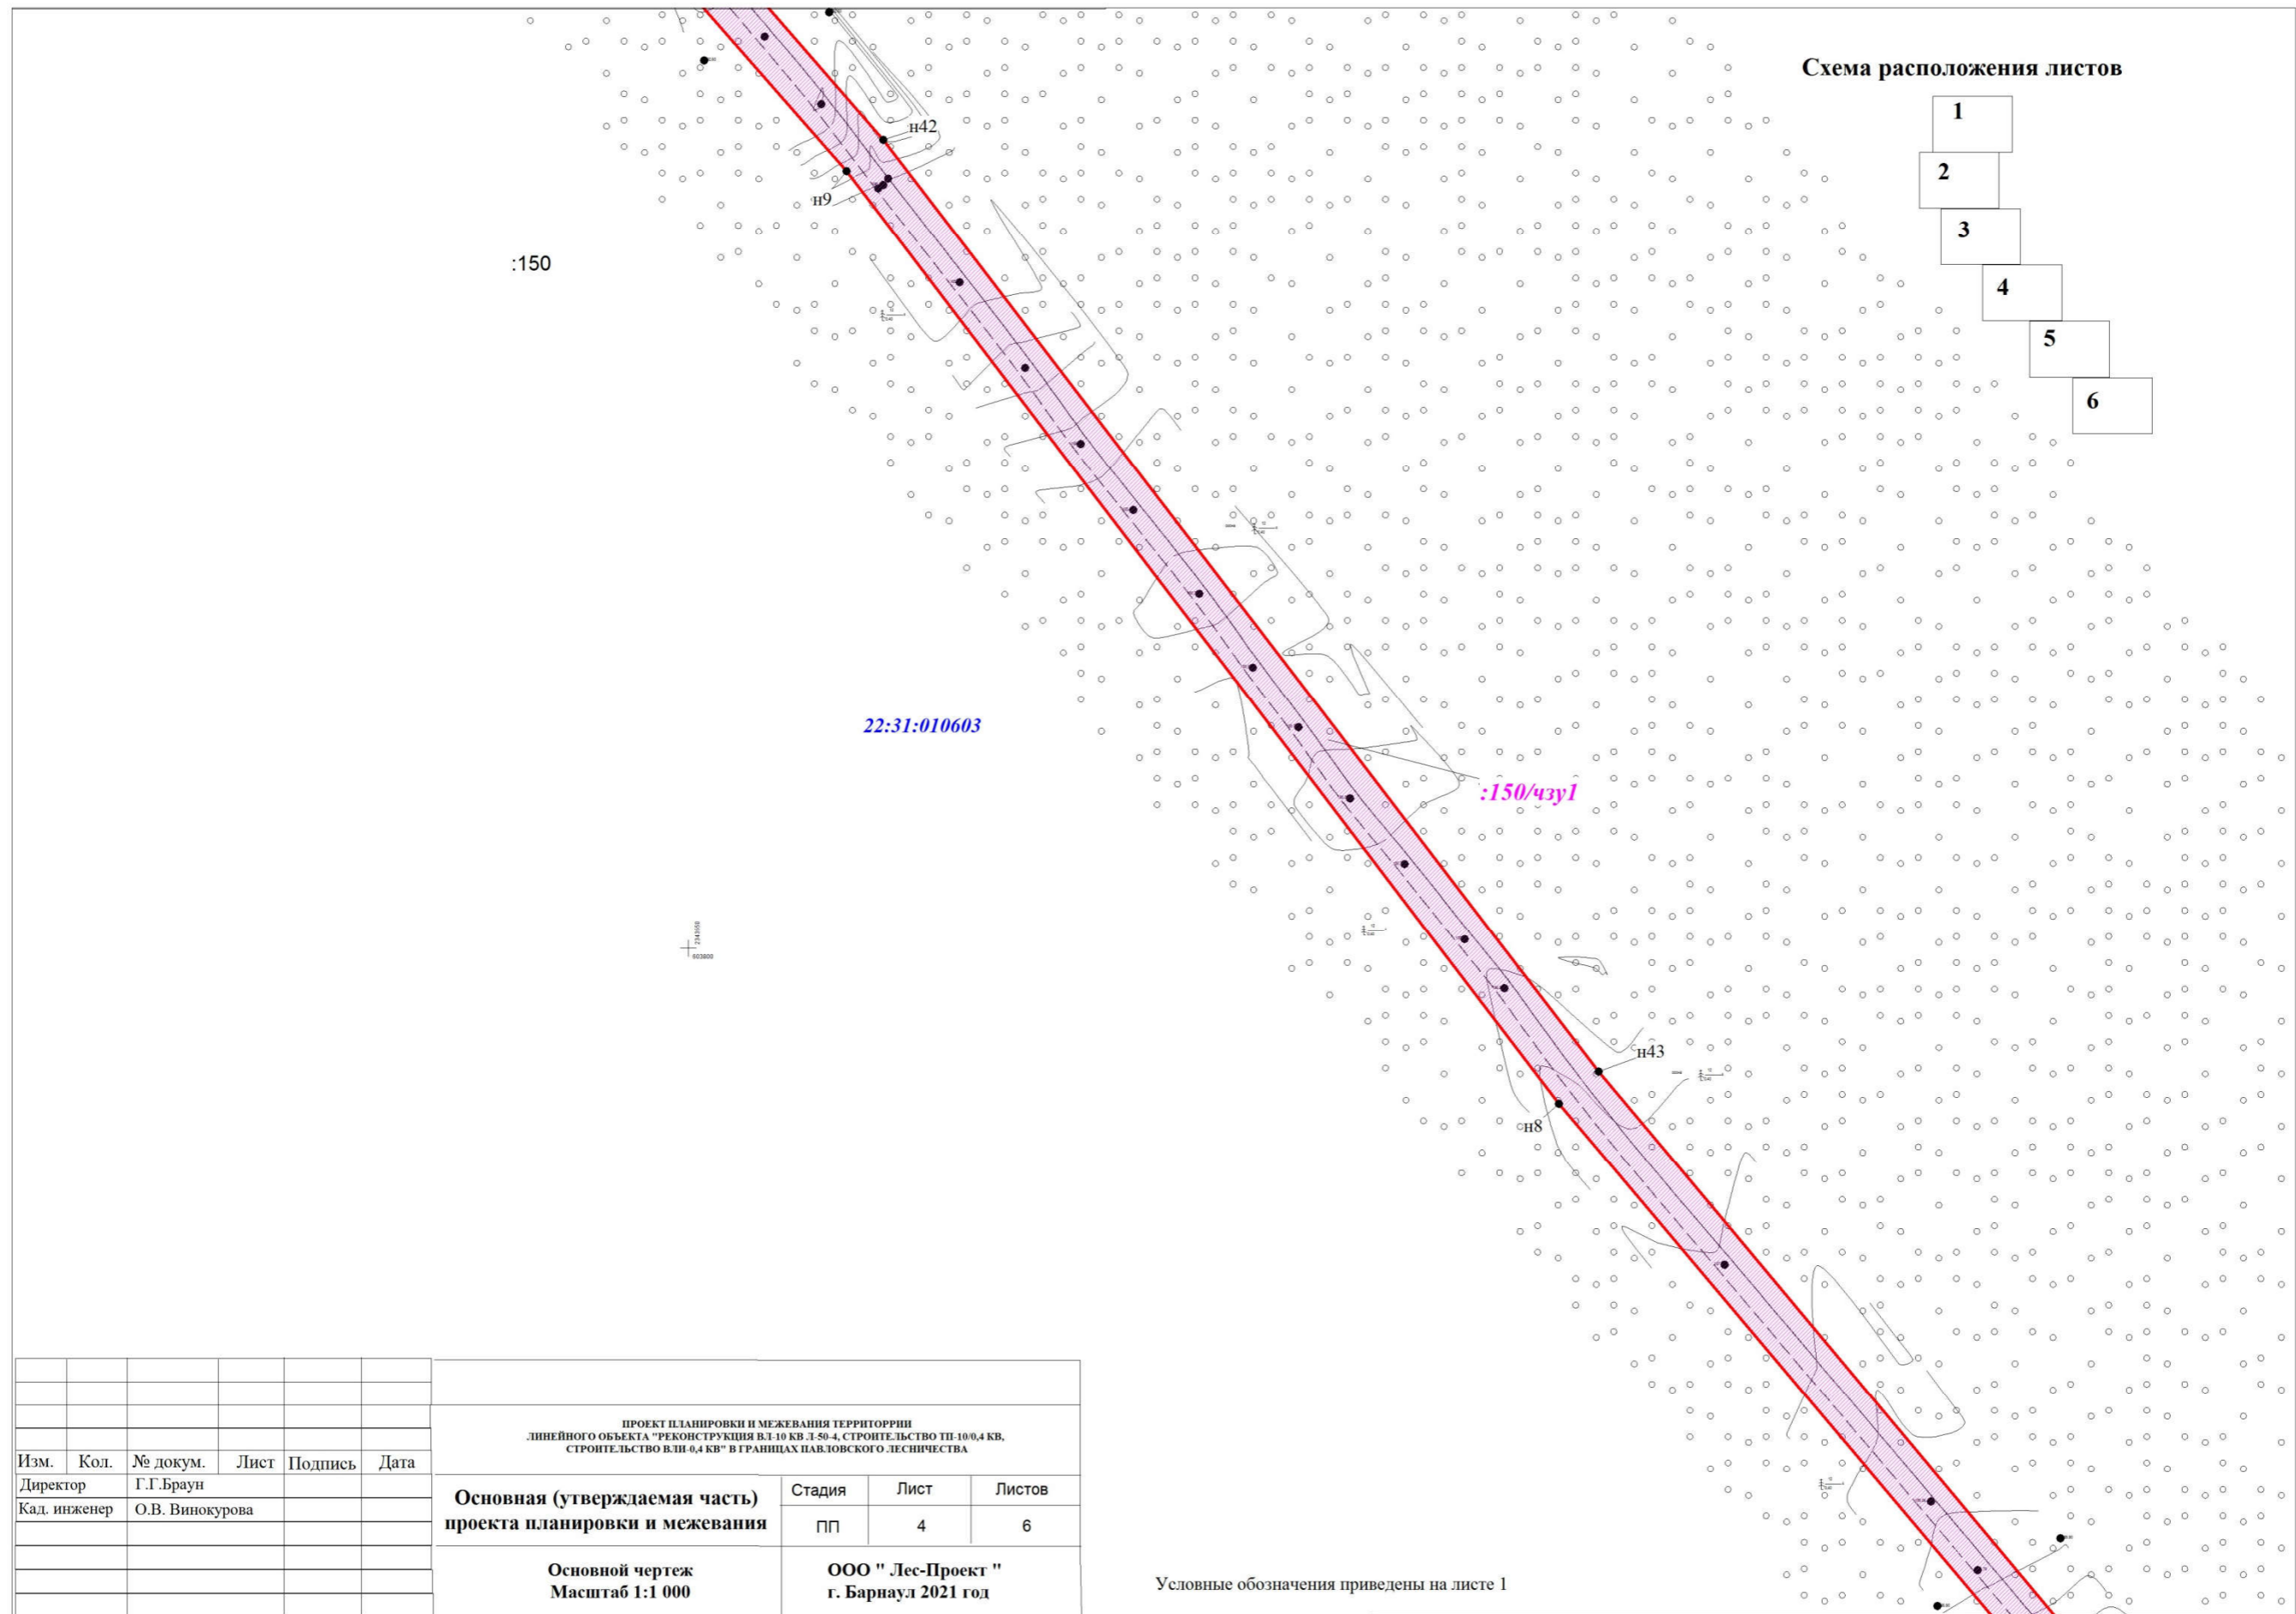 Схема расположения листов
1
2
3
4
5
6
н42
н9
:150
22:31:010603
:150/чзу1
2343950
603800
н43
н8
ПРОЕКТ ПЛАНИРОВКИ И МЕЖЕВАНИЯ ТЕРРИТОРРИИ
ЛИНЕЙНОГО ОБЪЕКТА "РЕКОНСТРУКЦИЯ ВЛ-10 КВ Л-50-4, СТРОИТЕЛЬСТВО ТП-10/0,4 КВ,
СТРОИТЕЛЬСТВО ВЛИ-0,4 КВ" В ГРАНИЦАХ ПАВЛОВСКОГО ЛЕСНИЧЕСТВА
Изм. Кол. № докум. Лист Подпись Дата
Директор Г.Г.Браун
Кад. инженер О.В. Винокурова
Основная (утверждаемая часть)
проекта планировки и межевания
Стадия Лист Листов
ПП 4 6
Основной чертеж
Масштаб 1:1 000
ООО " Лес-Проект "
г. Барнаул 2021 год
Условные обозначения приведены на листе 1